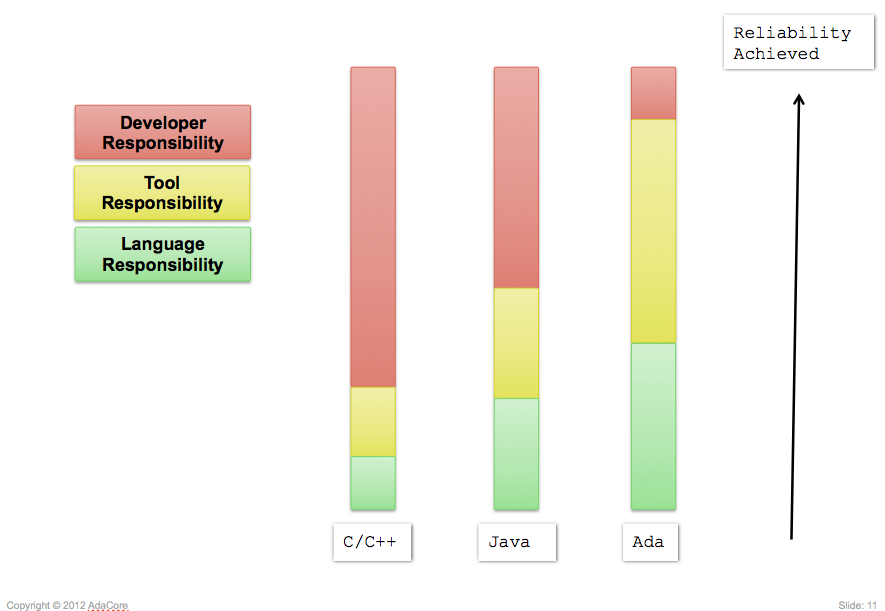 Reliability
Achieved
Developer
Responsibility
Tool
Responsibility
Language
Responsibility
C/C++
Java
Ada
Copyright © 2012 AdaCore
Slide: 11